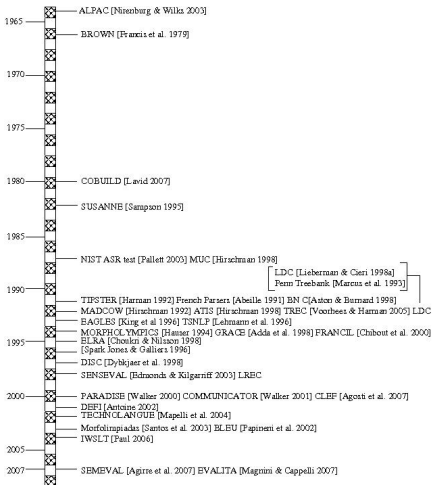 ALPAC [Nirenburg & Wilks 2003]
1965
BROWN [Francis et al. 1979]
1970
1975
1980 COBUILD [Lavid 2007]
SUSANNE [Sampson 1995]
1985
NIST ASR test [Pallett 2003] MUC [Hirschman 1998]
LDC [Lieberman & Cieri 1998a]
Penn Treebank [Marcus et al. 1993]
1990
TIPSTER [Harman 1992] French Parsers [Abeille 1991] BN C[Aston & Burnard 1998]
MADCOW [Hirschman 1992] ATIS [Hirschman 1998] TREC [Voorhees & Harman 2005] LDC
EAGLES [King et al 1996] TSNLP [Lehmann et al. 1996]
MORPHOLYMPICS [Hauser 1994] GRACE [Adda et al. 1998] FRANCIL [Chibout et al. 2000]
1995 ELRA [Choukri & Nilsson 1998]
[Spark Jones & Galliers 1996]
DISC [Dybkjaer et al. 1998]
SENSEVAL [Edmonds & Kilgarriff 2003] LREC
2000 PARADISE [Walker 2000] COMMUNICATOR [Walker 2001] CLEF [Agosti et al. 2007]
DEFI [Antoine 2002]
TECHNOLANGUE [Mapelli et al. 2004]
Morfolimpiadas [Santos et al. 2003] BLEU [Papineni et al. 2002]
IWSLT [Paul 2006]
2005
2007 SEMEVAL [Agirre et al. 2007] EVALITA [Magnini & Cappelli 2007]